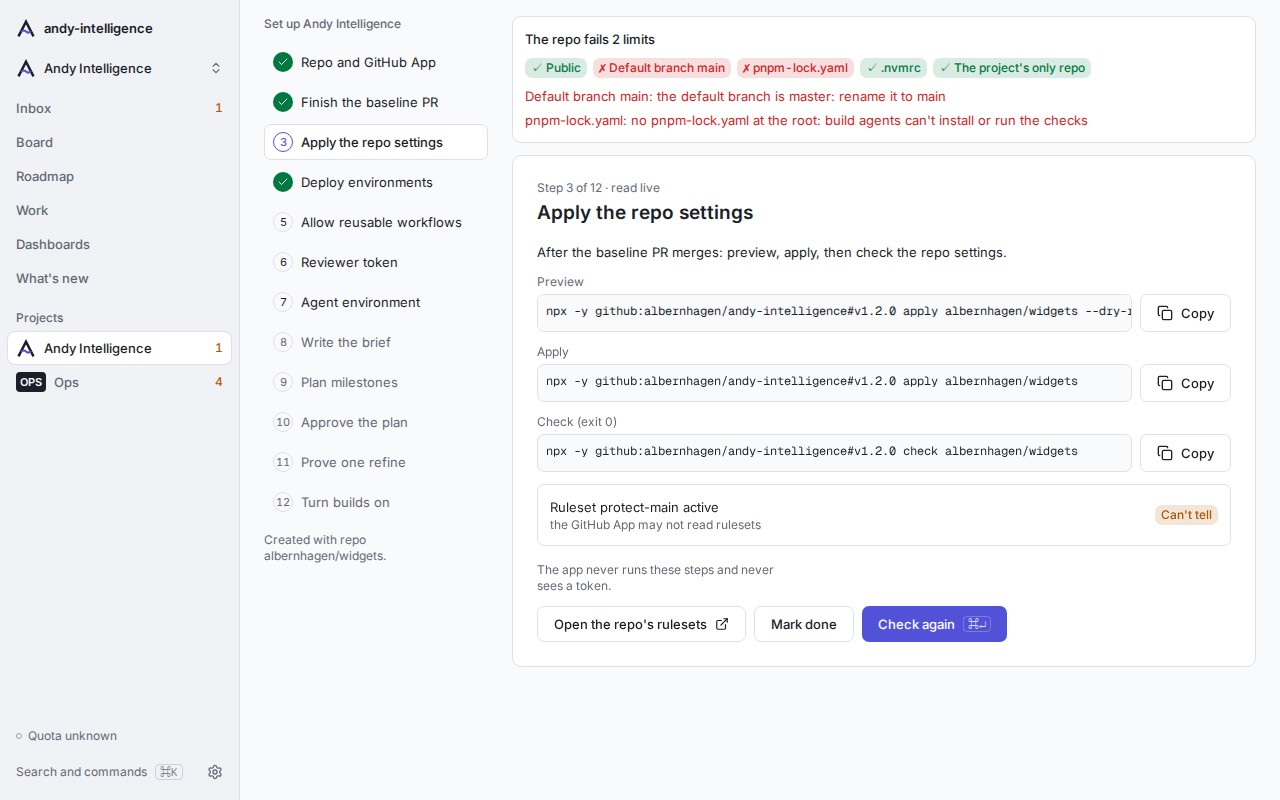 andy-intelligence
Andy Intelligence
Inbox 1
Board
Roadmap
Work
Dashboards
What's new
Projects
Andy Intelligence 1
OPS Ops 4
Quota unknown
Search and commands ⌘K
Set up Andy Intelligence
Repo and GitHub App
Finish the baseline PR
3 Apply the repo settings
Deploy environments
5 Allow reusable workflows
6 Reviewer token
7 Agent environment
8 Write the brief
9 Plan milestones
10 Approve the plan
11 Prove one refine
12 Turn builds on
Created with repo
albernhagen/widgets.
The repo fails 2 limits
✓ Public ✗ Default branch main ✗ pnpm-lock.yaml ✓ .nvmrc ✓ The project's only repo
Default branch main: the default branch is master: rename it to main
pnpm-lock.yaml: no pnpm-lock.yaml at the root: build agents can't install or run the checks
Step 3 of 12 · read live
Apply the repo settings
After the baseline PR merges: preview, apply, then check the repo settings.
Preview
npx -y github:albernhagen/andy-intelligence#v1.2.0 apply albernhagen/widgets --dry-r
Copy
Apply
npx -y github:albernhagen/andy-intelligence#v1.2.0 apply albernhagen/widgets
Copy
Check (exit 0)
npx -y github:albernhagen/andy-intelligence#v1.2.0 check albernhagen/widgets
Copy
Ruleset protect-main active
the GitHub App may not read rulesets
Can't tell
The app never runs these steps and never
sees a token.
Open the repo's rulesets
Mark done
Check again ⌘↵